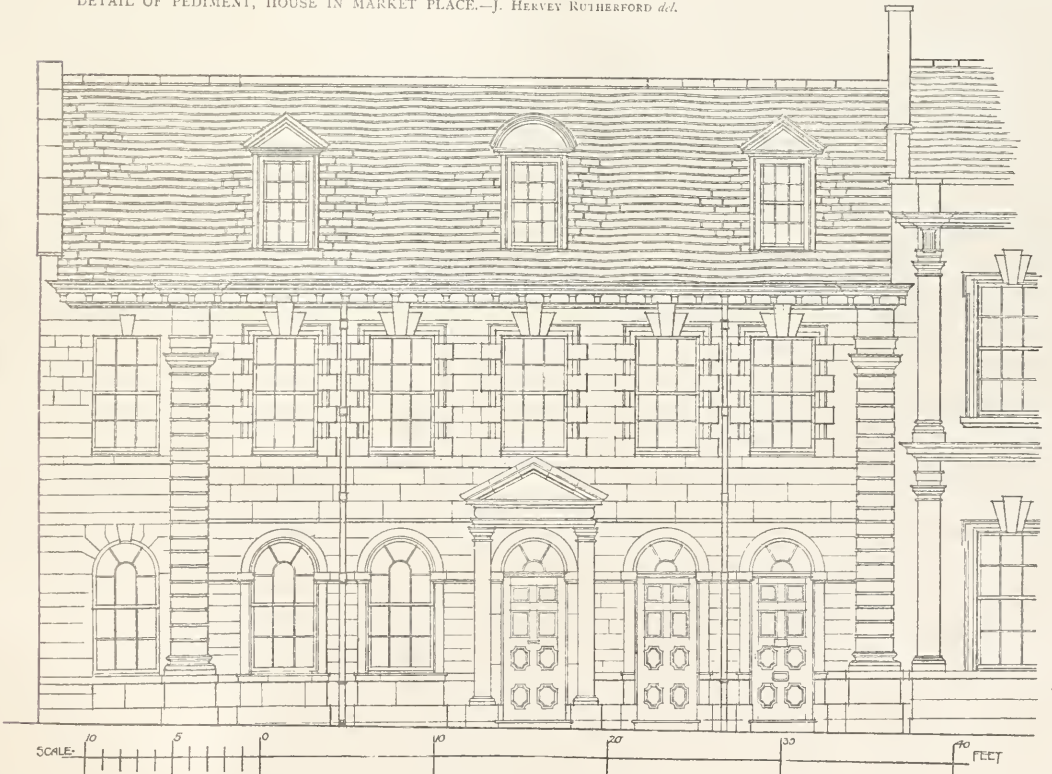 DETAIL OF PEDIMENT, HOUSE IN MARKET PLACE.—J. HERVEY RUTHERFORD del.
SCALE- 10 5 0 10 20 30 40 FEET